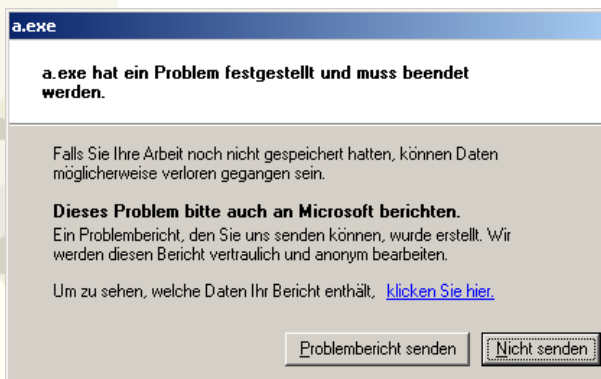 a.exe
a.exe hat ein Problem festgestellt und muss beendet
werden.
Falls Sie Ihre Arbeit noch nicht gespeichert hatten, können Daten
möglicherweise verloren gegangen sein.
Dieses Problem bitte auch an Microsoft berichten.
Ein Problembericht, den Sie uns senden können, wurde erstellt. Wir
werden diesen Bericht vertraulich und anonym bearbeiten.
Um zu sehen, welche Daten Ihr Bericht enthält, klicken Sie hier.
Problembericht senden Nicht senden